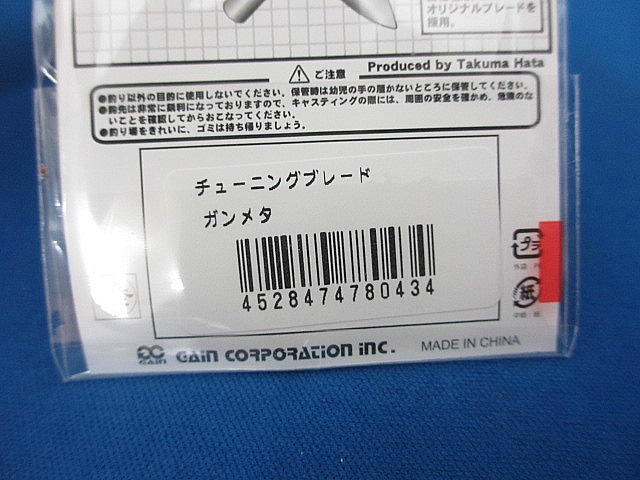 オリジナルブレードを
採用。
Produced by Takuma Hata
ご注意
●釣り以外の目的に使用しないでください。保管時は幼児の手の届かないところに保管してください。
●鈎先は非常に鋭利になっておりますので、キャスティングの際には、周囲の安全を確かめ、危険のな
いことを確認してからおこなってください。
●釣り場をきれいに、ゴミは持ち帰りましょう。
チューニングブレード
ガンメタ
4528474780434
プラ
紙
GAIN
GAIN CORPORATION INC.
MADE IN CHINA